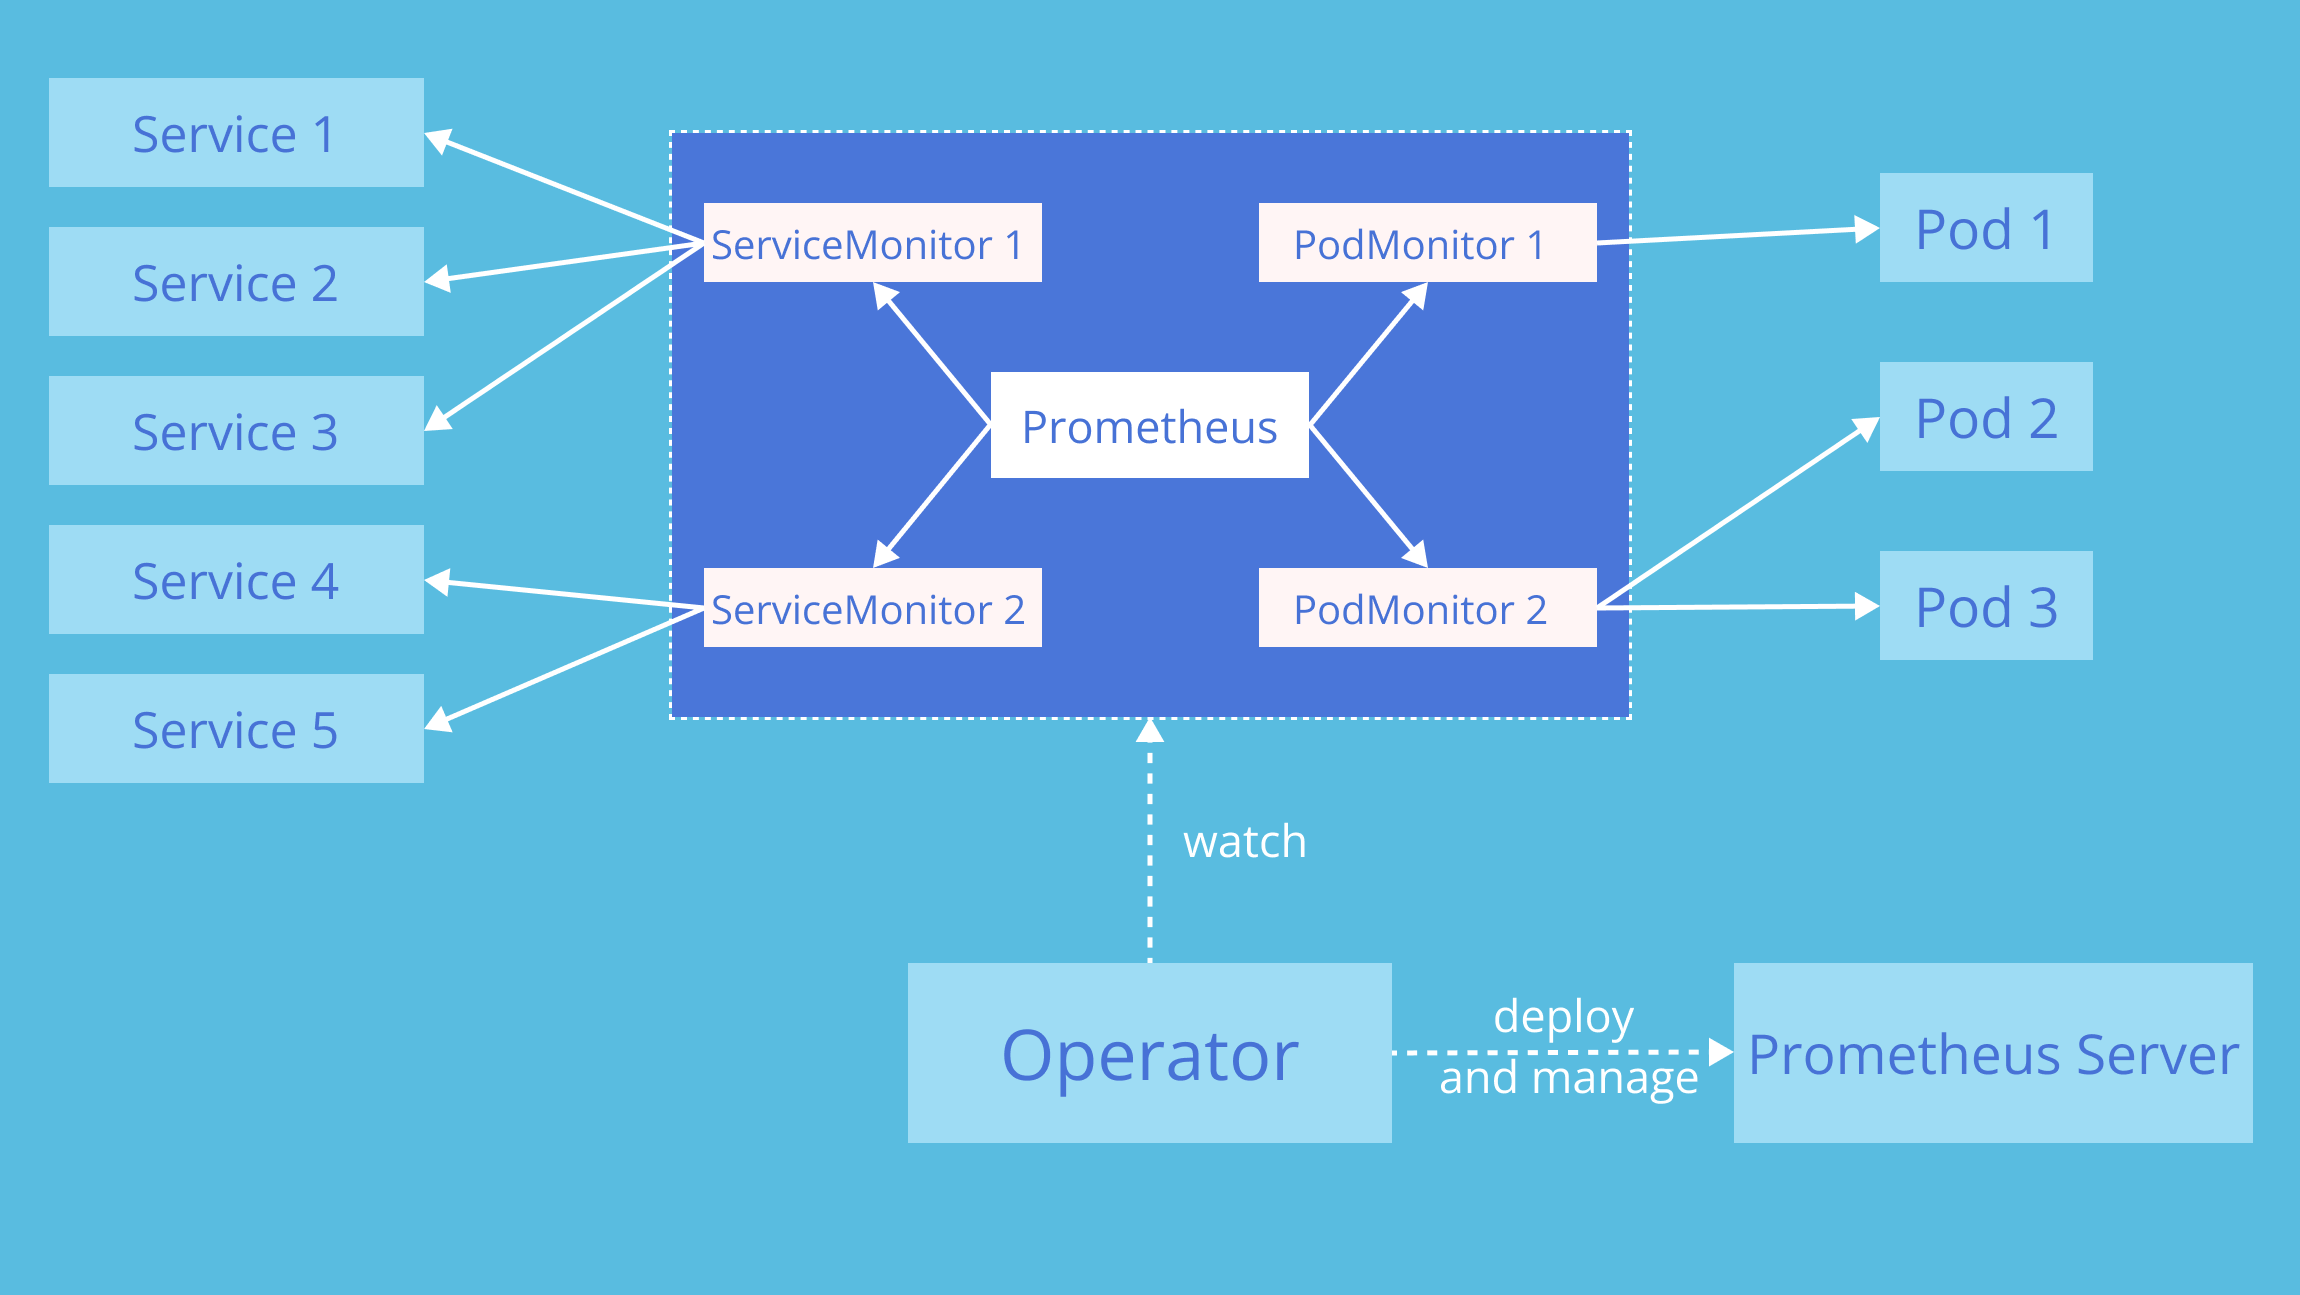 Service 1
Service 2
Service 3
Service 4
Service 5
ServiceMonitor 1
PodMonitor 1
Prometheus
ServiceMonitor 2
PodMonitor 2
Pod 1
Pod 2
Pod 3
watch
Operator
deploy
and manage
Prometheus Server